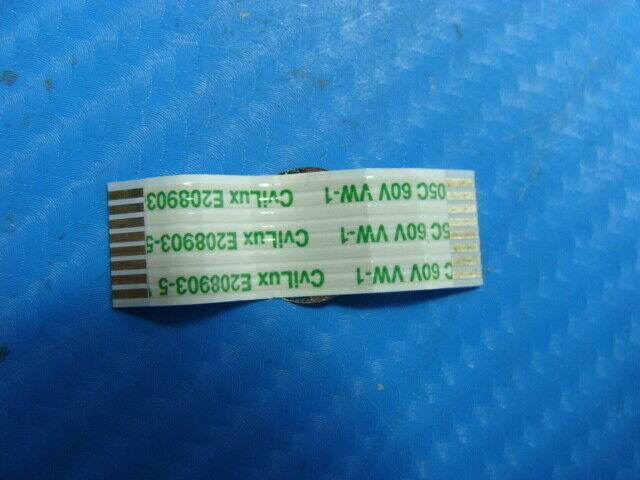 C 60V VW-1 CviLux E208903-5
5C 60V VW-1 CviLux E208903-5
05C 60V VW-1 CviLux E208903